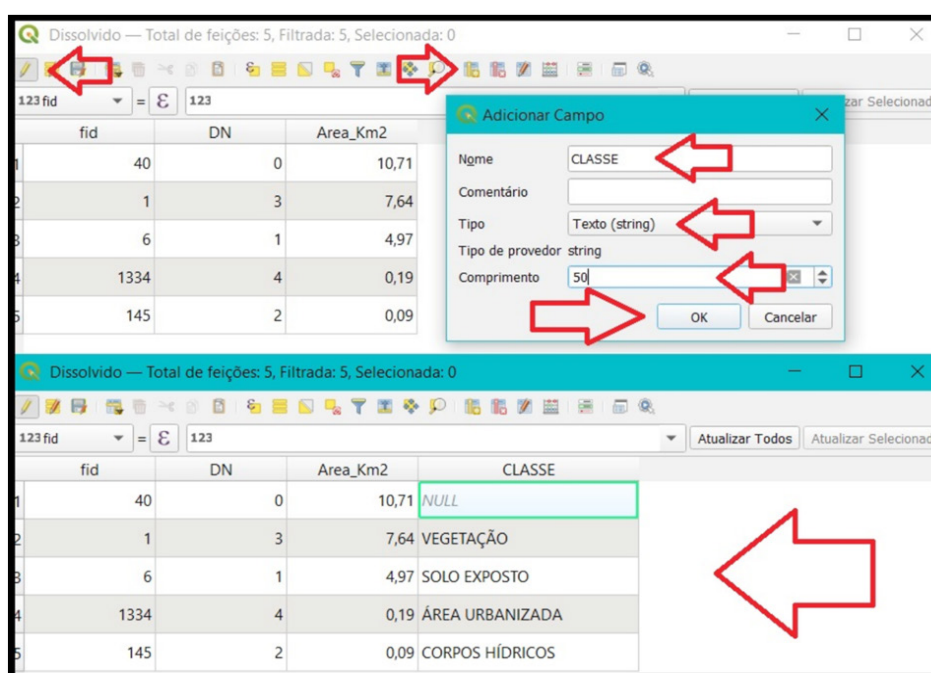 Dissolvido — Total de feições: 5, Filtrada: 5, Selecionada: 0
123 fid = ε 123
zar Selecionad
fid DN Area_Km2
1 40 0 10,71
2 1 3 7,64
3 6 1 4,97
4 1334 4 0,19
5 145 2 0,09
Adicionar Campo
Nome CLASSE
Comentário
Tipo Texto (string)
Tipo de provedor string
Comprimento 50
OK Cancelar
Dissolvido — Total de feições: 5, Filtrada: 5, Selecionada: 0
123 fid = ε 123 Atualizar Todos Atualizar Selecionad
fid DN Area_Km2 CLASSE
1 40 0 10,71 NULL
2 1 3 7,64 VEGETAÇÃO
3 6 1 4,97 SOLO EXPOSTO
4 1334 4 0,19 ÁREA URBANIZADA
5 145 2 0,09 CORPOS HÍDRICOS